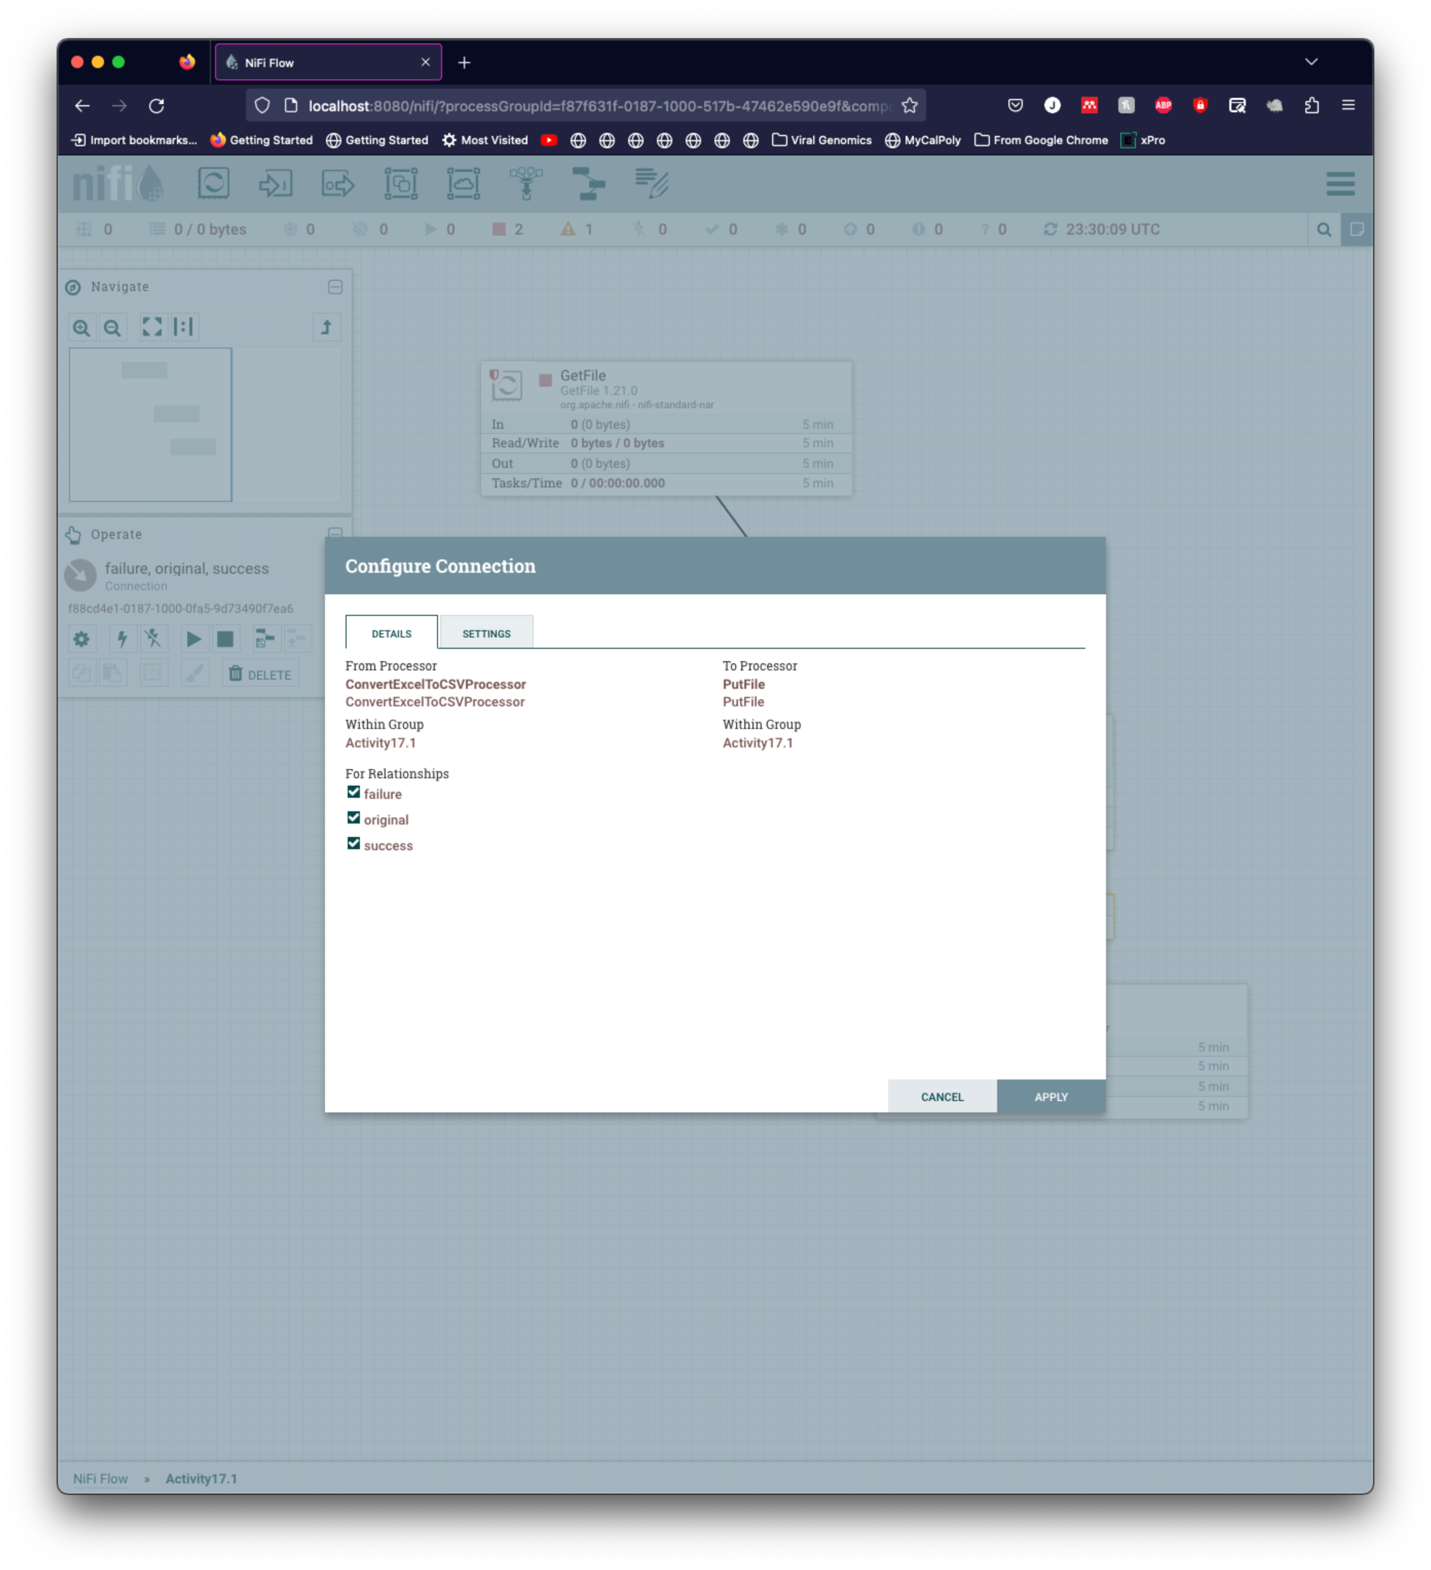 NiFi Flow
localhost:8080/nifi/?processGroupId=f87f631f-0187-1000-517b-47462e590e9f&compo
Import bookmarks... Getting Started Getting Started Most Visited Viral Genomics MyCalPoly From Google Chrome xPro
nifi
0 0 / 0 bytes 0 0 0 2 1 0 0 0 0 0 ? 0 23:30:09 UTC
Navigate
GetFile
GetFile 1.21.0
org.apache.nifi - nifi-standard-nar
In 0 (0 bytes) 5 min
Read/Write 0 bytes / 0 bytes 5 min
Out 0 (0 bytes) 5 min
Tasks/Time 0 / 00:00:00.000 5 min
Operate
failure, original, success
Connection
f88cd4e1-0187-1000-0fa5-9d73490f7ea6
DELETE
Configure Connection
DETAILS SETTINGS
From Processor To Processor
ConvertExcelToCSVProcessor PutFile
ConvertExcelToCSVProcessor PutFile
Within Group Within Group
Activity17.1 Activity17.1
For Relationships
failure
original
success
5 min
5 min
5 min
5 min
CANCEL APPLY
NiFi Flow » Activity17.1